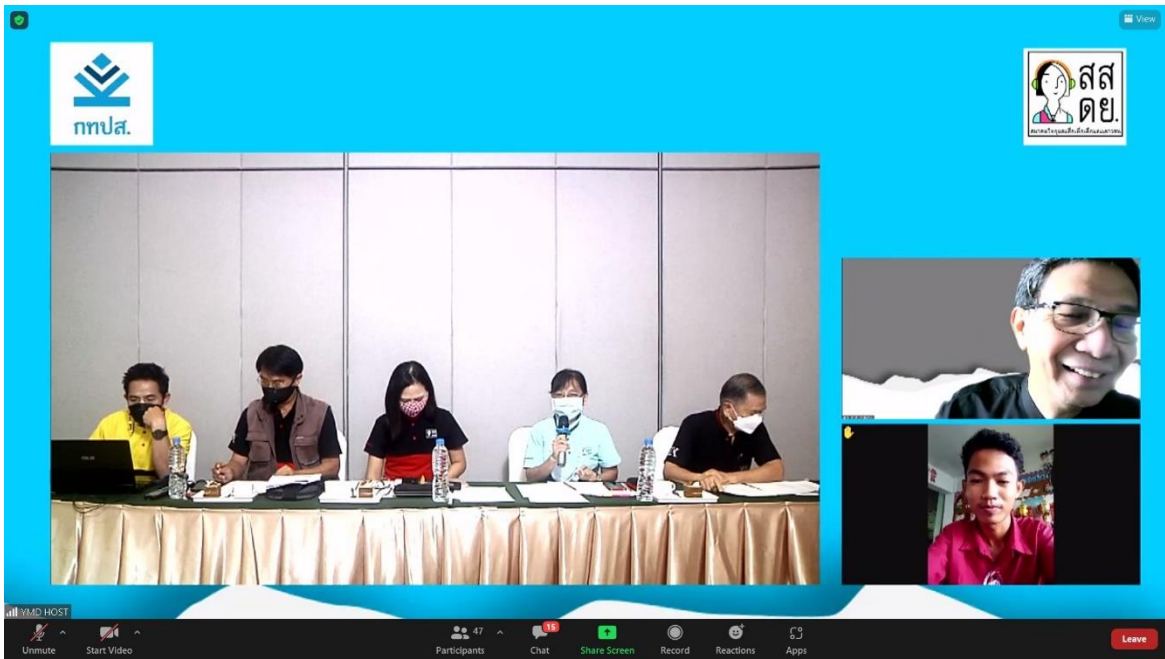 View
กทปส.
สส
ดย.
YMD HOST
Unmute
Start Video
47
Participants
15
Chat
Share Screen
Record
Reactions
Apps
Leave